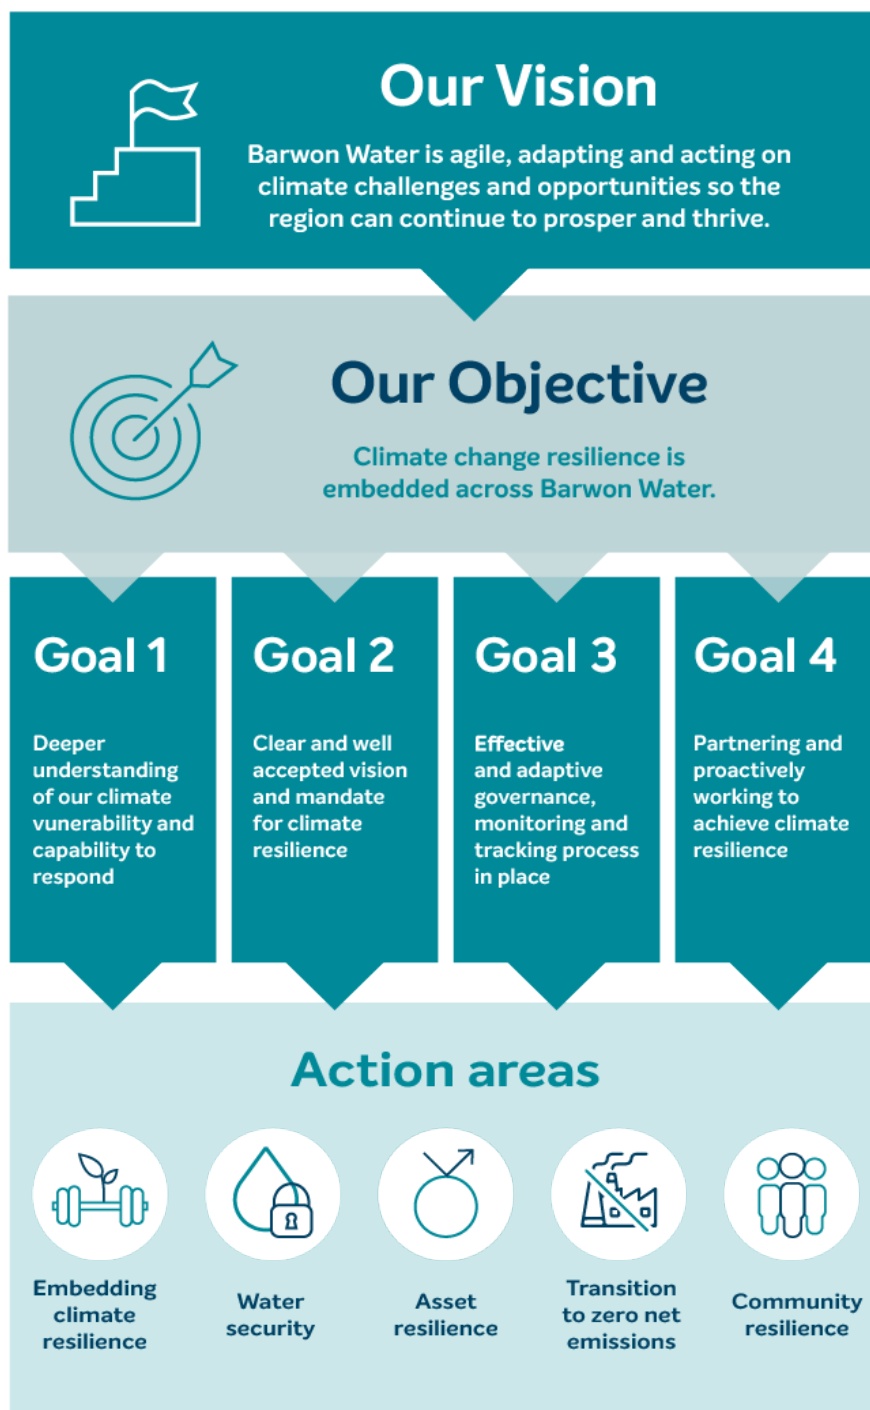 Our Vision
Barwon Water is agile, adapting and acting on
climate challenges and opportunities so the
region can continue to prosper and thrive.
Our Objective
Climate change resilience is
embedded across Barwon Water.
Goal 1
Deeper
understanding
of our climate
vunerability and
capability to
respond
Goal 2
Clear and well
accepted vision
and mandate
for climate
resilience
Goal 3
Effective
and adaptive
governance,
monitoring and
tracking process
in place
Goal 4
Partnering and
proactively
working to
achieve climate
resilience
Action areas
Embedding
climate
resilience
Water
security
Asset
resilience
Transition
to zero net
emissions
Community
resilience